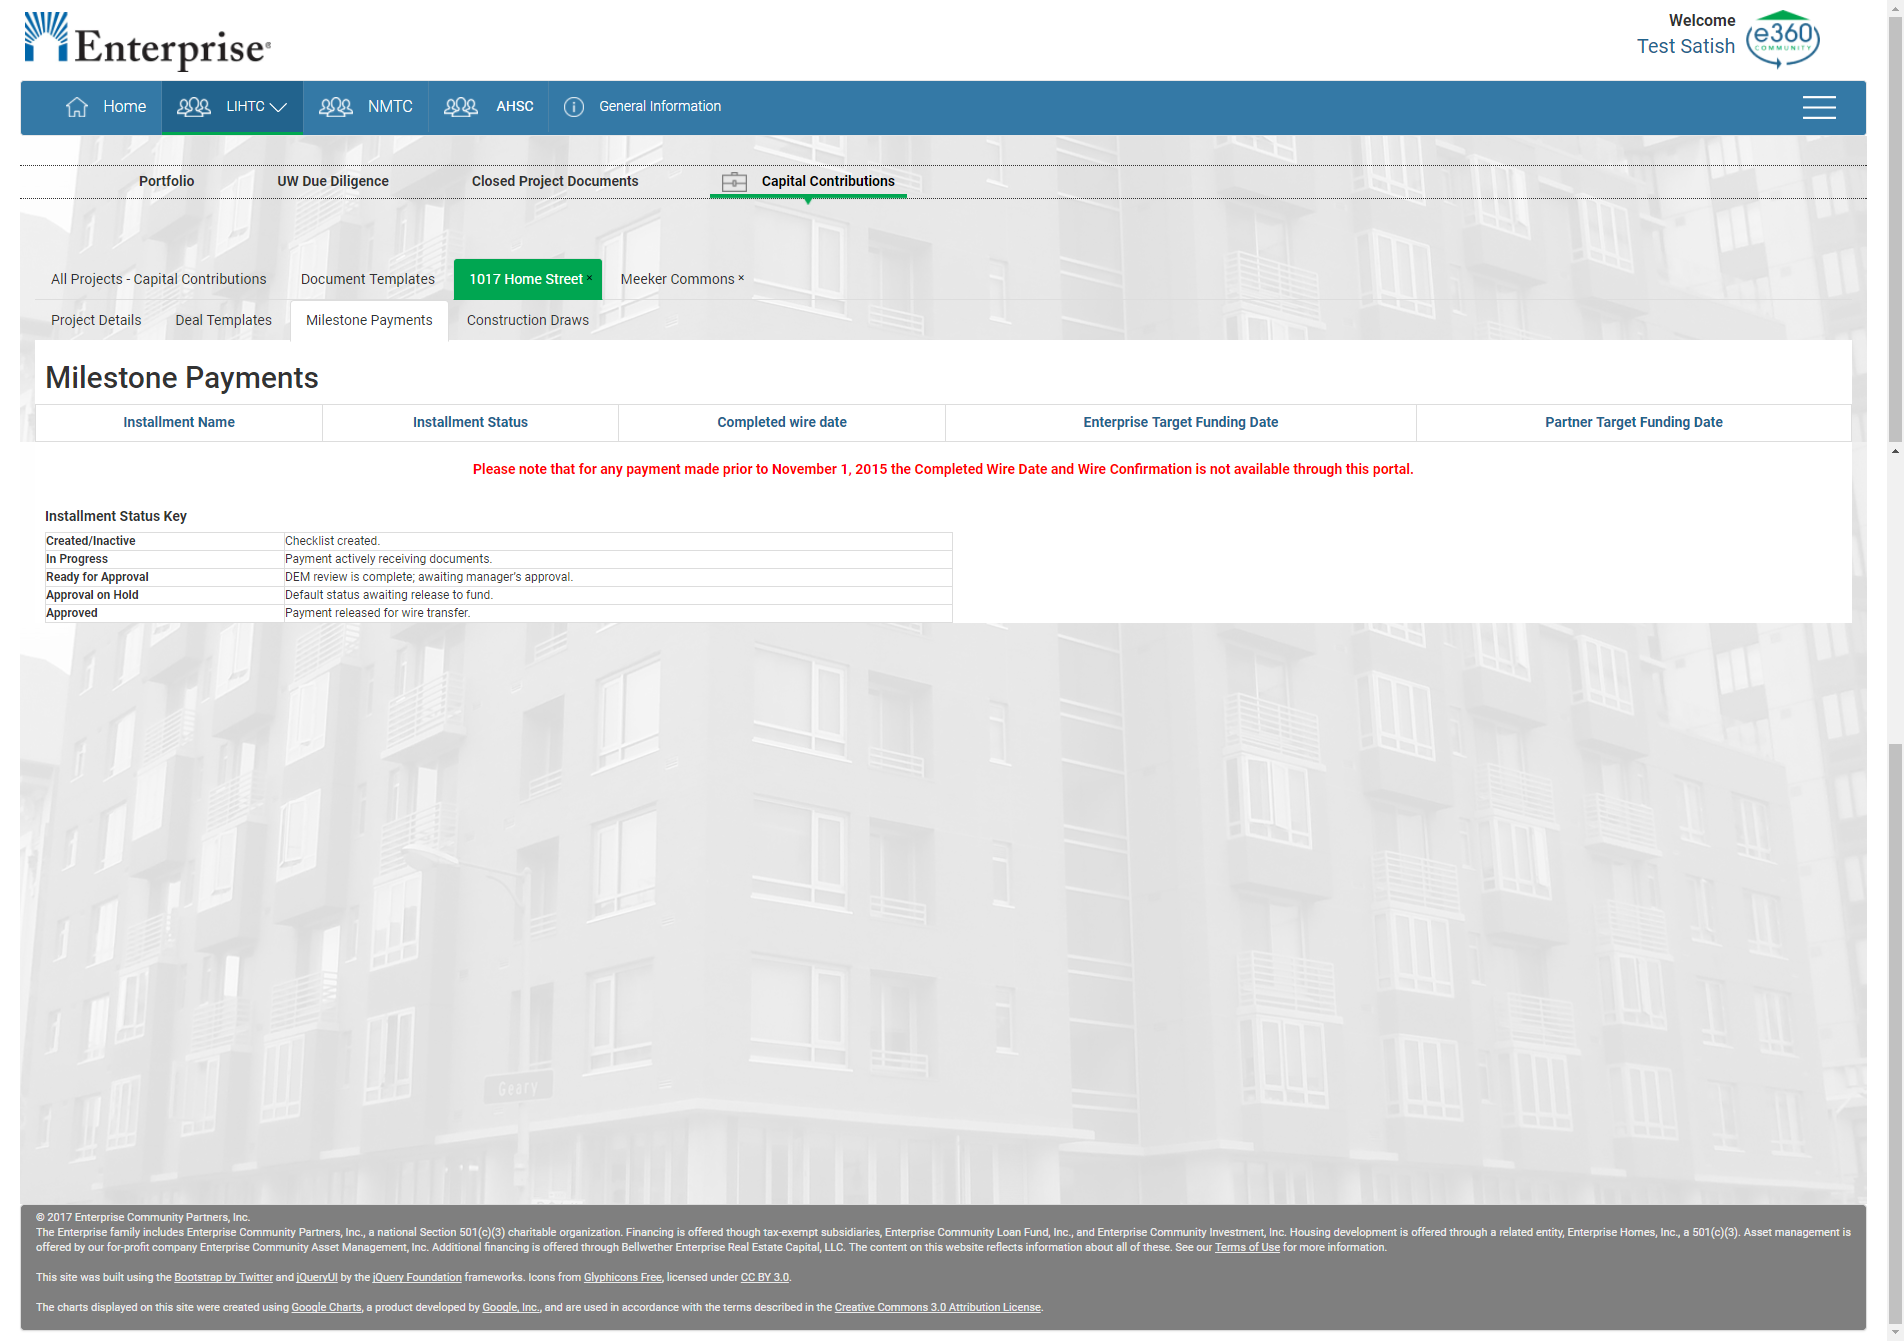 Enterprise®
Welcome
Test Satish
e360
COMMUNITY
Home
LIHTC
NMTC
AHSC
General Information
Portfolio
UW Due Diligence
Closed Project Documents
Capital Contributions
All Projects - Capital Contributions
Document Templates
1017 Home Street ×
Meeker Commons ×
Project Details
Deal Templates
Milestone Payments
Construction Draws
Milestone Payments
Installment Name
Installment Status
Completed wire date
Enterprise Target Funding Date
Partner Target Funding Date
Please note that for any payment made prior to November 1, 2015 the Completed Wire Date and Wire Confirmation is not available through this portal.
Installment Status Key
Created/Inactive Checklist created.
In Progress Payment actively receiving documents.
Ready for Approval DEM review is complete; awaiting manager's approval.
Approval on Hold Default status awaiting release to fund.
Approved Payment released for wire transfer.
Geary
© 2017 Enterprise Community Partners, Inc.
The Enterprise family includes Enterprise Community Partners, Inc., a national Section 501(c)(3) charitable organization. Financing is offered though tax-exempt subsidiaries, Enterprise Community Loan Fund, Inc., and Enterprise Community Investment, Inc. Housing development is offered through a related entity, Enterprise Homes, Inc., a 501(c)(3). Asset management is
offered by our for-profit company Enterprise Community Asset Management, Inc. Additional financing is offered through Bellwether Enterprise Real Estate Capital, LLC. The content on this website reflects information about all of these. See our Terms of Use for more information.
This site was built using the Bootstrap by Twitter and jQueryUI by the jQuery Foundation frameworks. Icons from Glyphicons Free, licensed under CC BY 3.0.
The charts displayed on this site were created using Google Charts, a product developed by Google, Inc., and are used in accordance with the terms described in the Creative Commons 3.0 Attribution License.